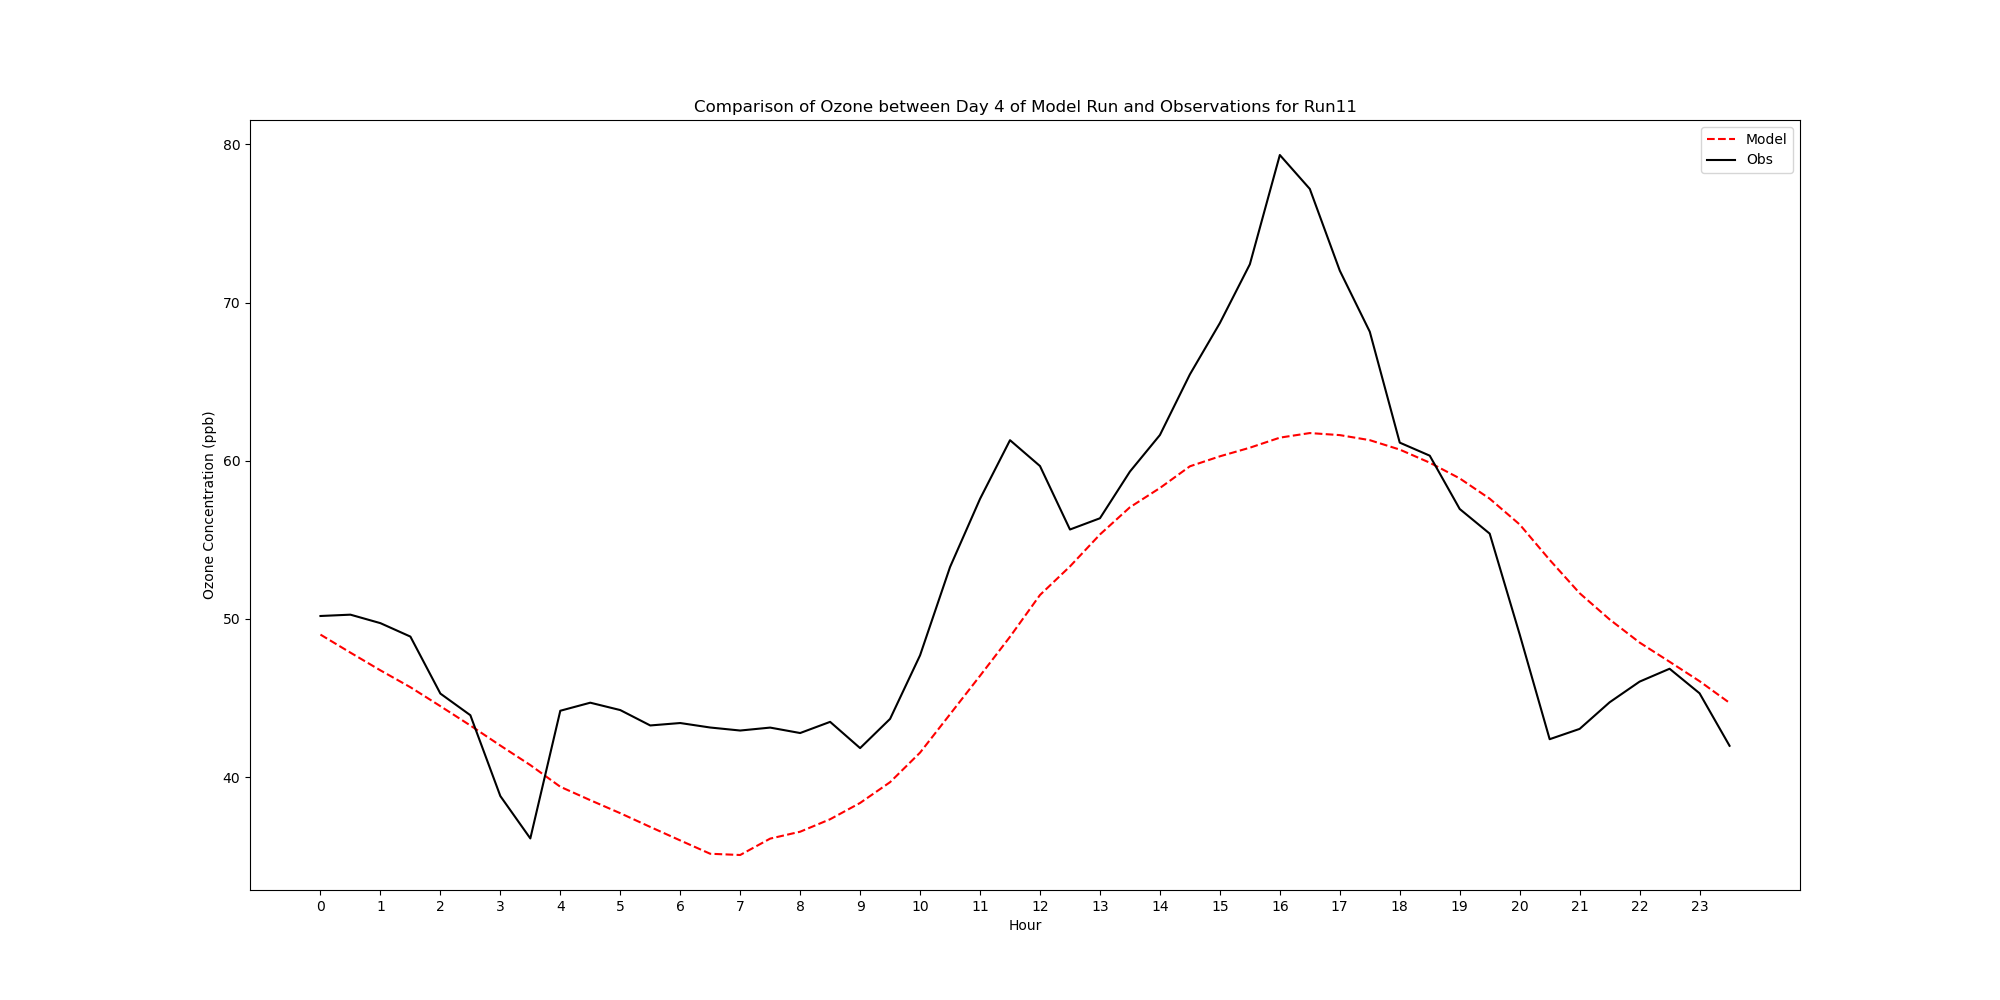 Comparison of Ozone between Day 4 of Model Run and Observations for Run11
Model
Obs
80
70
60
50
40
Ozone Concentration (ppb)
0 1 2 3 4 5 6 7 8 9 10 11 12 13 14 15 16 17 18 19 20 21 22 23
Hour